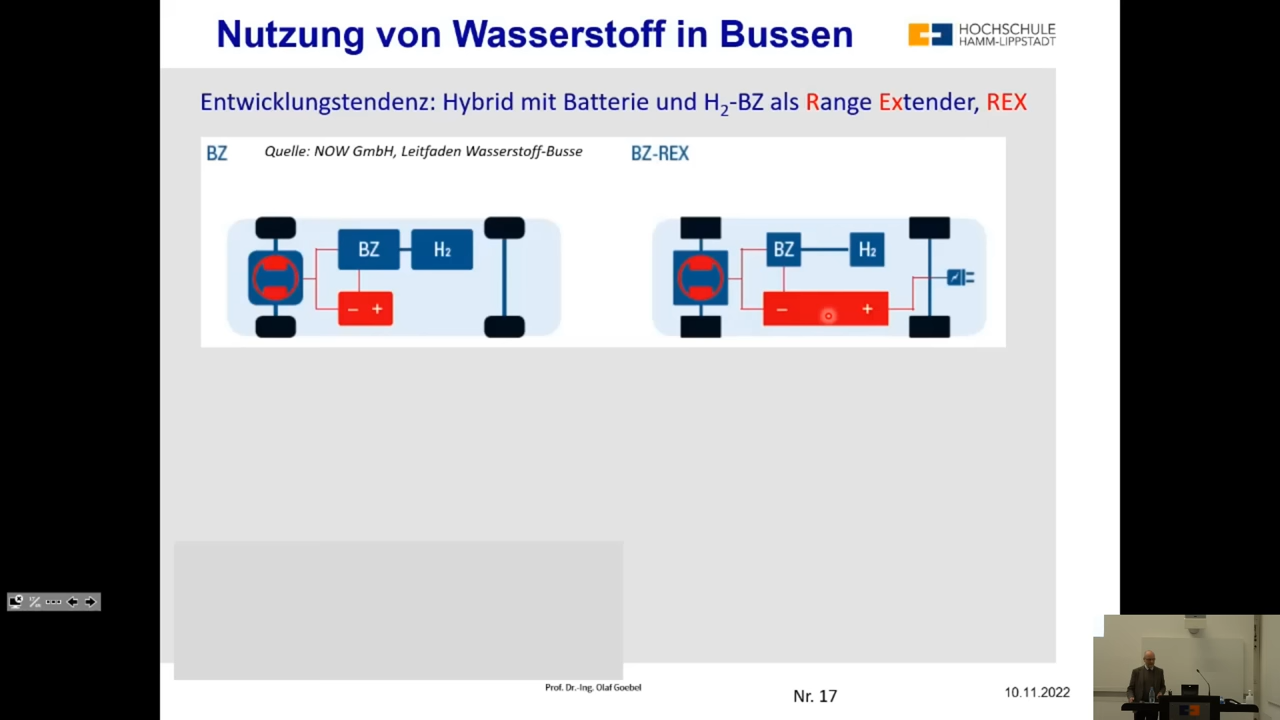 Nutzung von Wasserstoff in Bussen
HOCHSCHULE
HAMM-LIPPSTADT
Entwicklungstendenz: Hybrid mit Batterie und H₂-BZ als Range Extender, REX
BZ
Quelle: NOW GmbH, Leitfaden Wasserstoff-Busse
BZ-REX
BZ
H₂
− +
BZ
H₂
− +
Prof. Dr.-Ing. Olaf Goebel
Nr. 17
10.11.2022